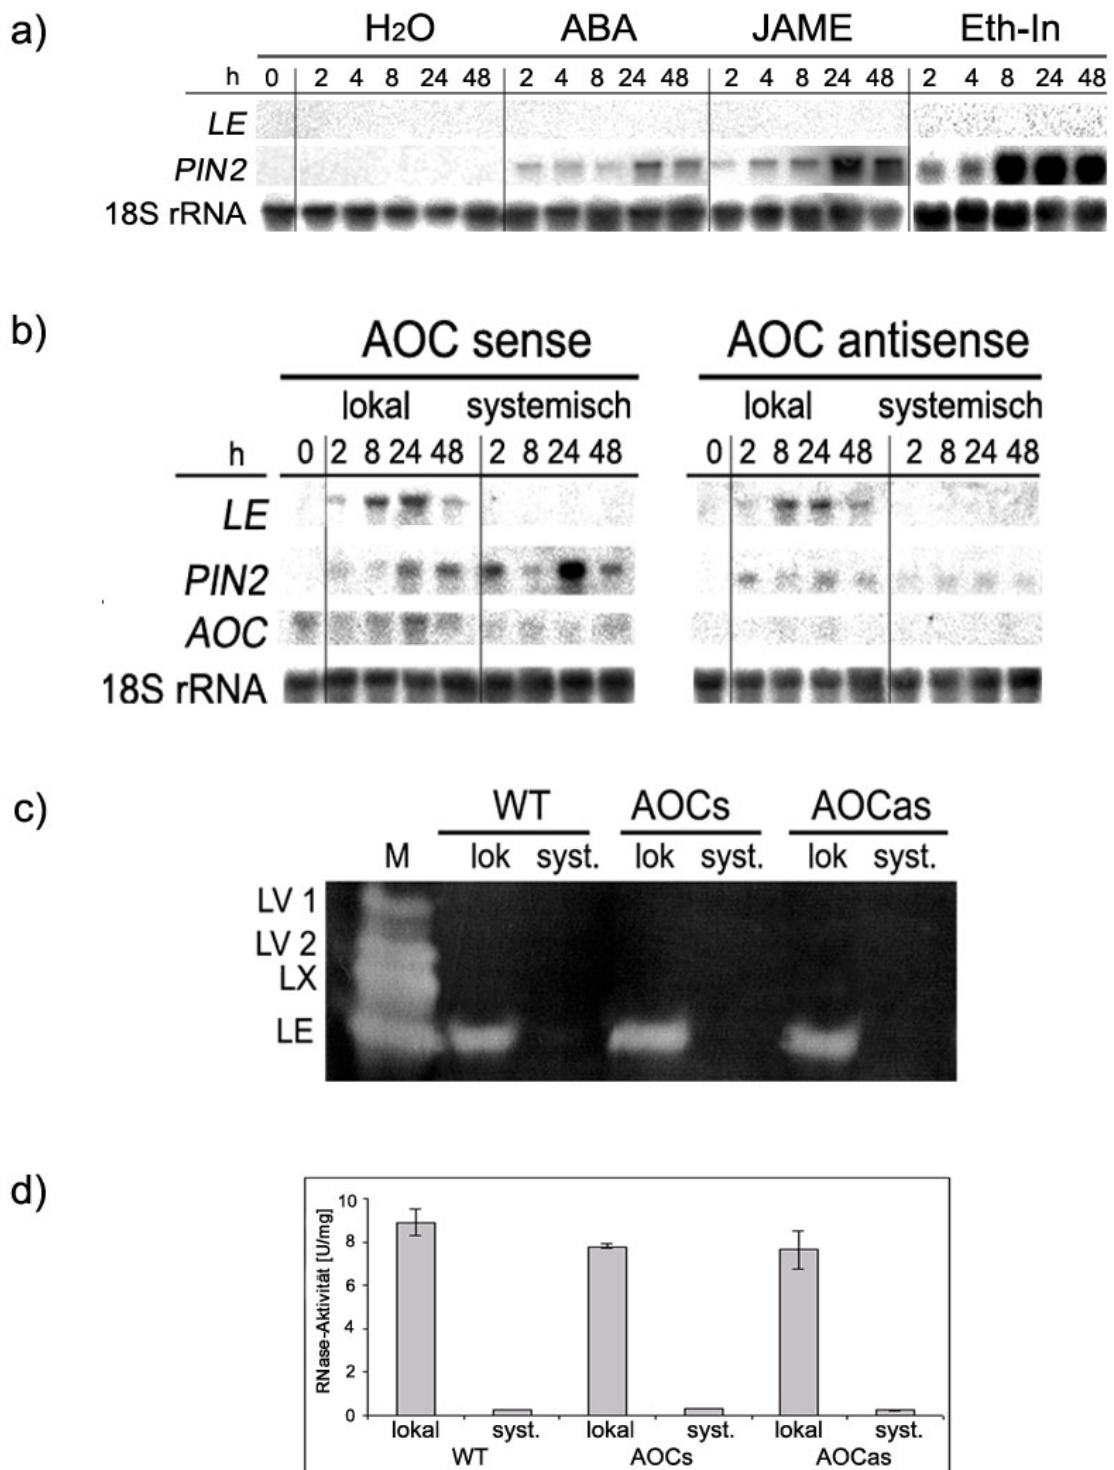 a)
H2O ABA JAME Eth-In
h 0 2 4 8 24 48 2 4 8 24 48 2 4 8 24 48 2 4 8 24 48
LE
PIN2
18S rRNA
b)
AOC sense AOC antisense
lokal systemisch lokal systemisch
h 0 2 8 24 48 2 8 24 48 0 2 8 24 48 2 8 24 48
LE
PIN2
AOC
18S rRNA
c)
WT AOCs AOCas
M lok syst. lok syst. lok syst.
LV 1
LV 2
LX
LE
d)
RNase-Aktivität [U/mg]
10
8
6
4
2
0
lokal syst. lokal syst. lokal syst.
WT AOCs AOCas